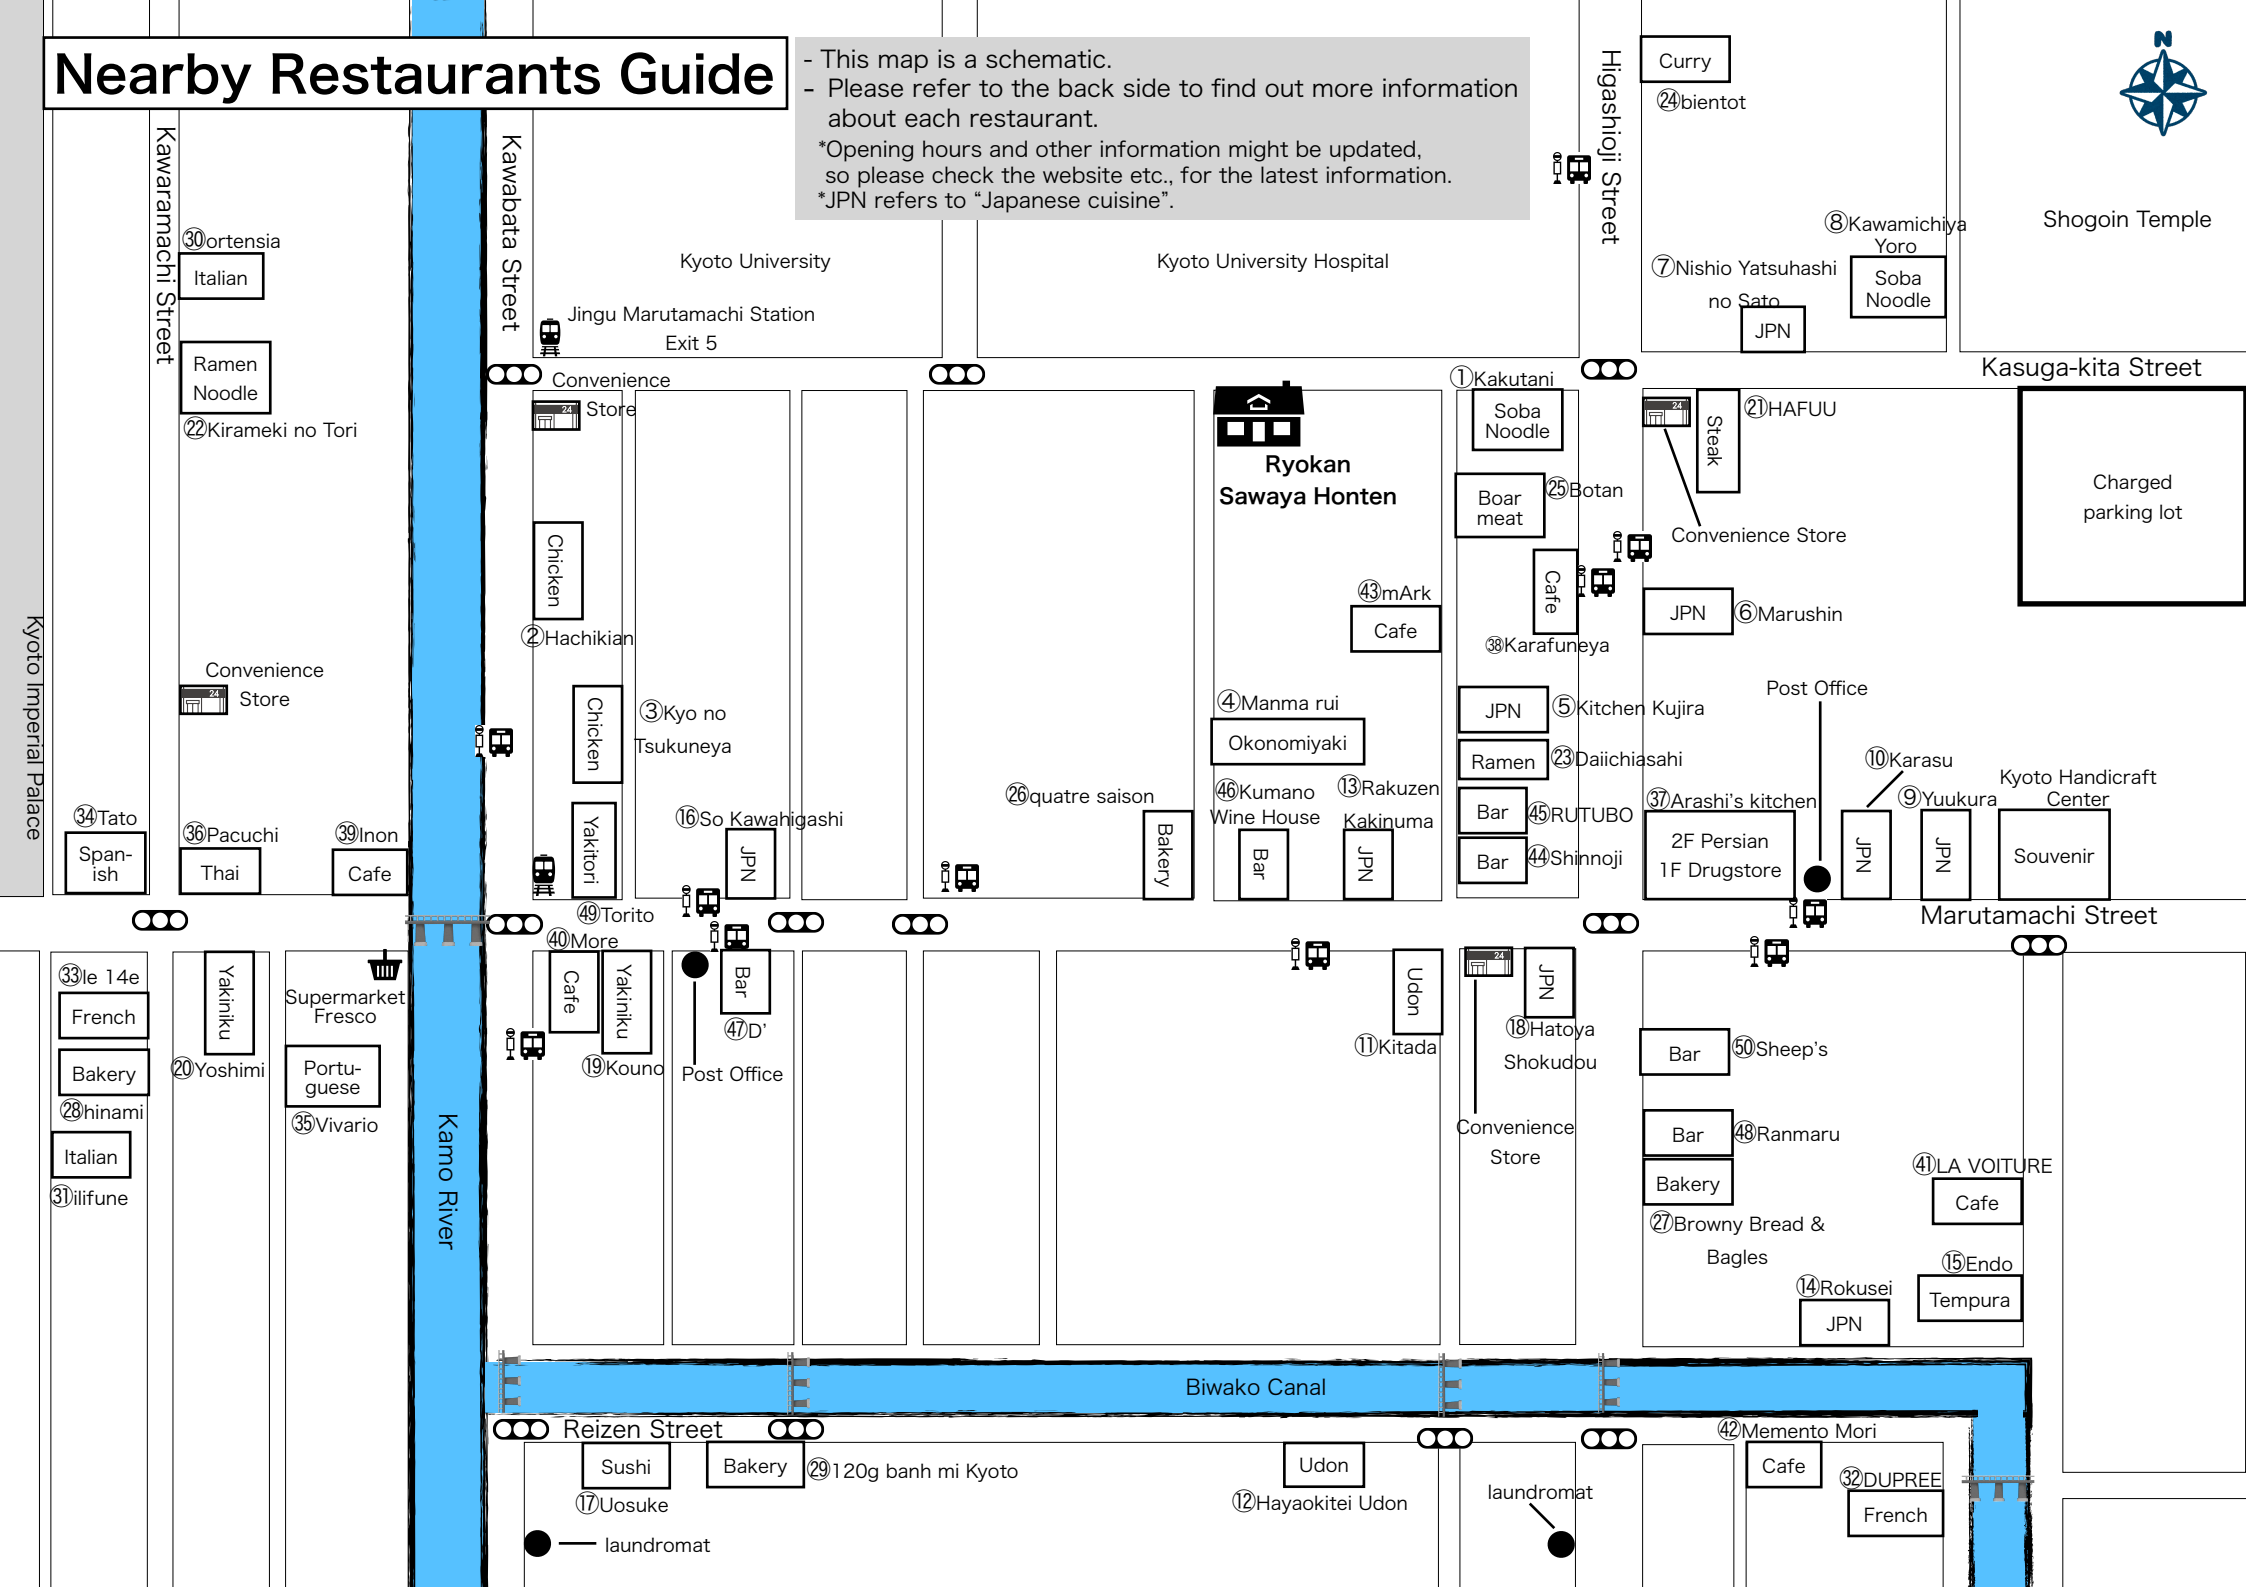 Nearby Restaurants Guide
- This map is a schematic.
- Please refer to the back side to find out more information
about each restaurant.
*Opening hours and other information might be updated,
so please check the website etc., for the latest information.
*JPN refers to “Japanese cuisine”.
N
Kawaramachi Street
Kawabata Street
Higashioji Street
Curry
㉔bientot
Shogoin Temple
⑧Kawamichiya
Yoro
Soba
Noodle
⑦Nishio Yatsuhashi
no Sato
JPN
㉚ortensia
Italian
Kyoto University
Kyoto University Hospital
Jingu Marutamachi Station
Exit 5
Ramen
Noodle
㉒Kirameki no Tori
Kasuga-kita Street
Convenience
24
Store
Ryokan
Sawaya Honten
①Kakutani
Soba
Noodle
24
Convenience Store
Steak
㉑HAFUU
Charged
parking lot
Boar
meat
㉕Botan
Chicken
②Hachikian
㊸mArk
Cafe
Cafe
㊳Karafuneya
JPN
⑥Marushin
Kyoto Imperial Palace
Convenience
24
Store
Chicken
③Kyo no
Tsukuneya
④Manma rui
Okonomiyaki
JPN
⑤Kitchen Kujira
Post Office
Ramen
㉓Daiichiasahi
⑩Karasu
JPN
Kyoto Handicraft
Center
Souvenir
⑨Yuukura
JPN
㉞Tato
Span-
ish
㊱Pacuchi
Thai
㊴Inon
Cafe
Yakitori
㊾Torito
⑯So Kawahigashi
JPN
㉖quatre saison
Bakery
㊻Kumano
Wine House
Bar
⑬Rakuzen
Kakinuma
JPN
Bar
㊺RUTUBO
Bar
㊹Shinnoji
㊲Arashi’s kitchen
2F Persian
1F Drugstore
Marutamachi Street
㉝le 14e
French
Bakery
㉘hinami
Italian
㉛ilifune
Yakiniku
⑳Yoshimi
Supermarket
Fresco
Portu-
guese
㉟Vivario
Kamo River
㊵More
Cafe
Yakiniku
⑲Kouno
Post Office
Bar
㊼D’
Udon
⑪Kitada
24
Convenience
Store
JPN
⑱Hatoya
Shokudou
Bar
㊿Sheep’s
Bar
㊽Ranmaru
Bakery
㉗Browny Bread &
Bagles
㊶LA VOITURE
Cafe
⑮Endo
Tempura
⑭Rokusei
JPN
Biwako Canal
Reizen Street
Sushi
⑰Uosuke
Bakery
㉙120g banh mi Kyoto
Udon
⑫Hayaokitei Udon
laundromat
laundromat
㊷Memento Mori
Cafe
㉜DUPREE
French